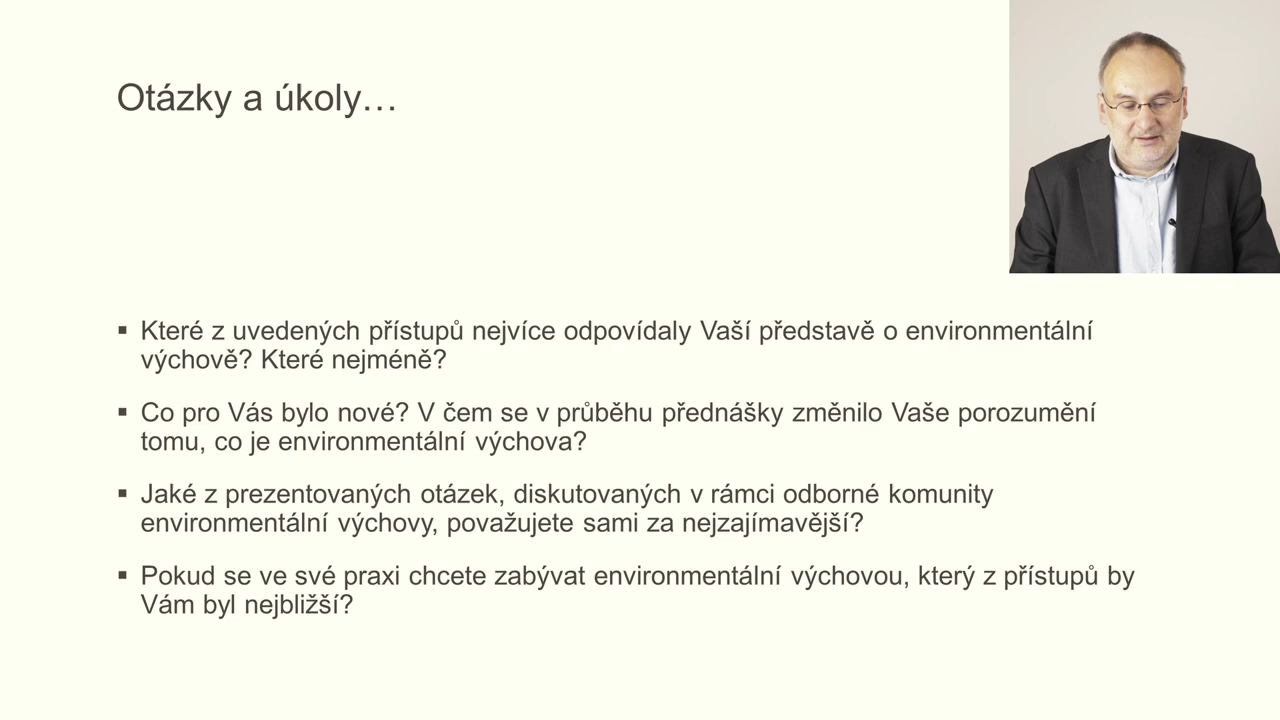 Otázky a úkoly…
▪ Které z uvedených přístupů nejvíce odpovídaly Vaší představě o environmentální
výchově? Které nejméně?
▪ Co pro Vás bylo nové? V čem se v průběhu přednášky změnilo Vaše porozumění
tomu, co je environmentální výchova?
▪ Jaké z prezentovaných otázek, diskutovaných v rámci odborné komunity
environmentální výchovy, považujete sami za nejzajímavější?
▪ Pokud se ve své praxi chcete zabývat environmentální výchovou, který z přístupů by
Vám byl nejbližší?